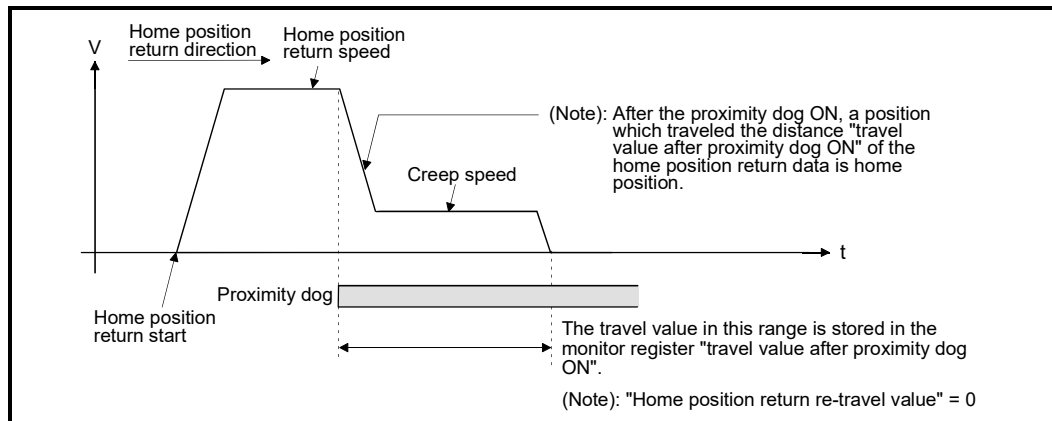 Home position
return direction
Home position
return speed
V
(Note): After the proximity dog ON, a position
which traveled the distance "travel
value after proximity dog ON" of the
home position return data is home
position.
Creep speed
t
Proximity dog
Home position
return start
The travel value in this range is stored in the
monitor register "travel value after proximity dog
ON".
(Note): "Home position return re-travel value" = 0